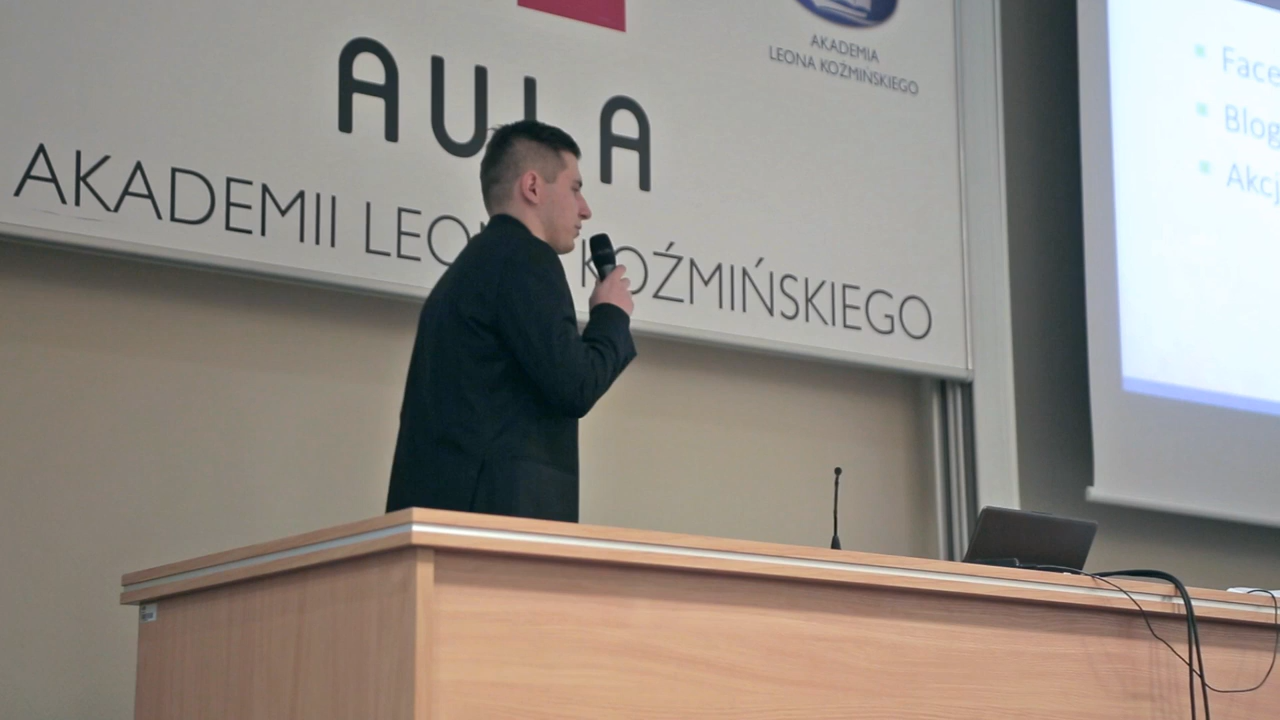 AULA
AKADEMII LEO KOŹMIŃSKIEGO
AKADEMIA
LEONA KOŹMIŃSKIEGO
Face
Blog
Akcj